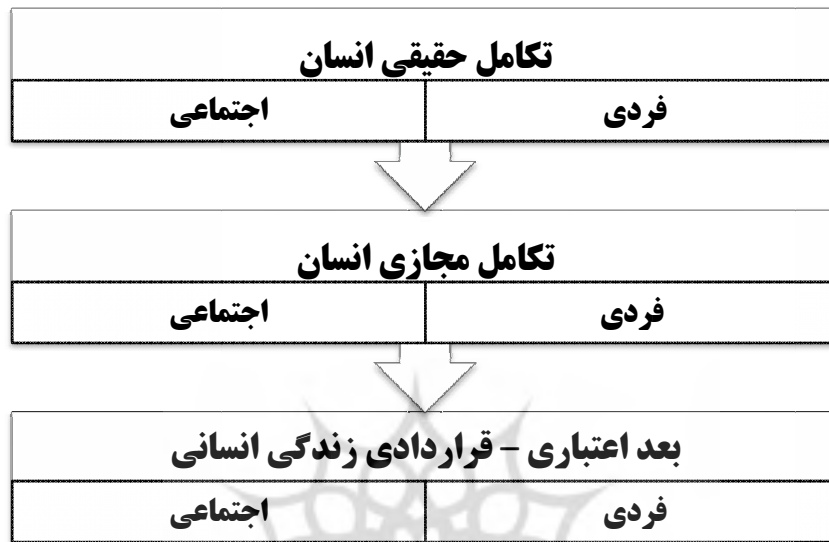 تکامل حقیقی انسان
فردی اجتماعی
تکامل مجازی انسان
فردی اجتماعی
بعد اعتباری – قراردادی زندگی انسانی
فردی اجتماعی